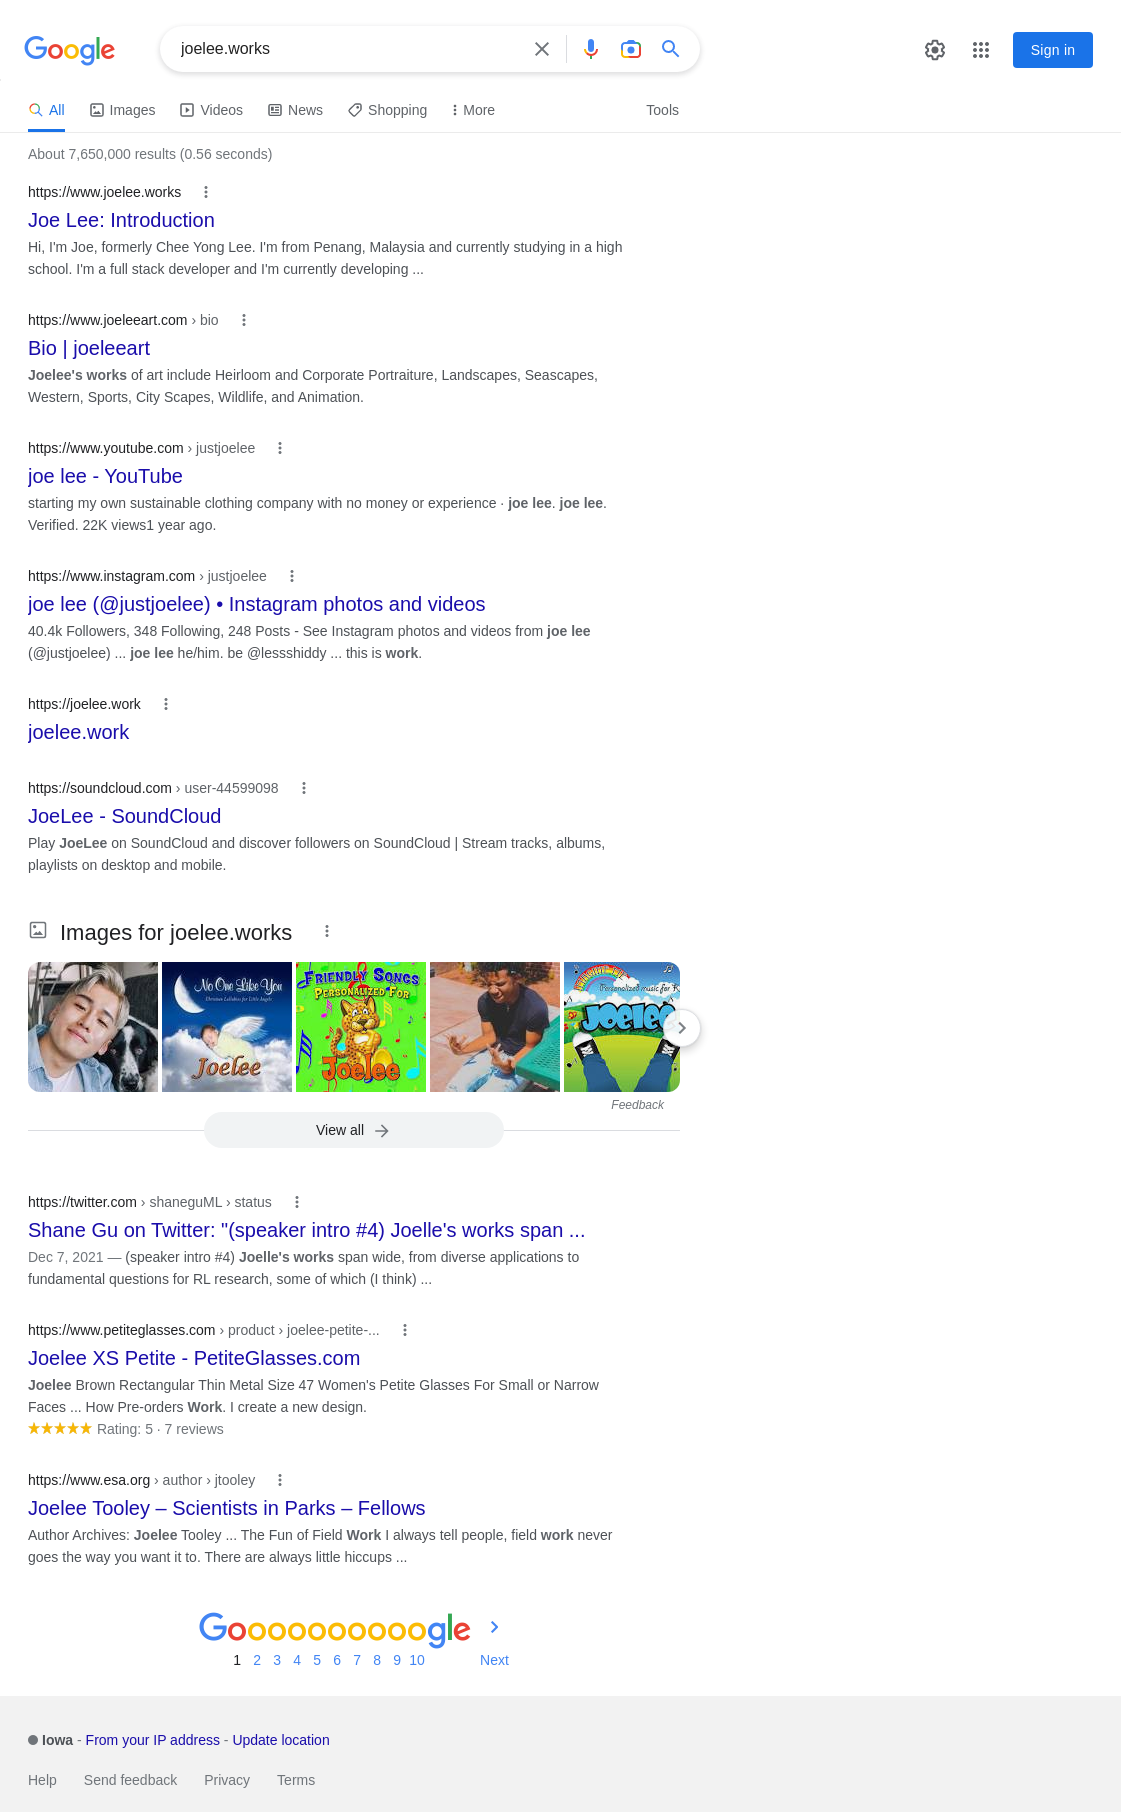 Google
joelee.works
Sign in
All
Images
Videos
News
Shopping
More
Tools
About 7,650,000 results (0.56 seconds)
https://www.joelee.works
Joe Lee: Introduction
Hi, I'm Joe, formerly Chee Yong Lee. I'm from Penang, Malaysia and currently studying in a high
school. I'm a full stack developer and I'm currently developing ...
https://www.joeleeart.com › bio
Bio | joeleeart
Joelee's works of art include Heirloom and Corporate Portraiture, Landscapes, Seascapes,
Western, Sports, City Scapes, Wildlife, and Animation.
https://www.youtube.com › justjoelee
joe lee - YouTube
starting my own sustainable clothing company with no money or experience · joe lee. joe lee.
Verified. 22K views1 year ago.
https://www.instagram.com › justjoelee
joe lee (@justjoelee) • Instagram photos and videos
40.4k Followers, 348 Following, 248 Posts - See Instagram photos and videos from joe lee
(@justjoelee) ... joe lee he/him. be @lessshiddy ... this is work.
https://joelee.work
joelee.work
https://soundcloud.com › user-44599098
JoeLee - SoundCloud
Play JoeLee on SoundCloud and discover followers on SoundCloud | Stream tracks, albums,
playlists on desktop and mobile.
Images for joelee.works
No One Like You
Christian Lullabies for Little Angels
Joelee
FRIENDLY SONGS
PERSONALIZED FOR
Joelee
Personalized music for
Joelee
Feedback
View all
https://twitter.com › shaneguML › status
Shane Gu on Twitter: "(speaker intro #4) Joelle's works span ...
Dec 7, 2021 — (speaker intro #4) Joelle's works span wide, from diverse applications to
fundamental questions for RL research, some of which (I think) ...
https://www.petiteglasses.com › product › joelee-petite-...
Joelee XS Petite - PetiteGlasses.com
Joelee Brown Rectangular Thin Metal Size 47 Women's Petite Glasses For Small or Narrow
Faces ... How Pre-orders Work. I create a new design.
Rating: 5 · 7 reviews
https://www.esa.org › author › jtooley
Joelee Tooley – Scientists in Parks – Fellows
Author Archives: Joelee Tooley ... The Fun of Field Work I always tell people, field work never
goes the way you want it to. There are always little hiccups ...
Goooooooooogle
1 2 3 4 5 6 7 8 9 10 Next
Iowa - From your IP address - Update location
Help Send feedback Privacy Terms